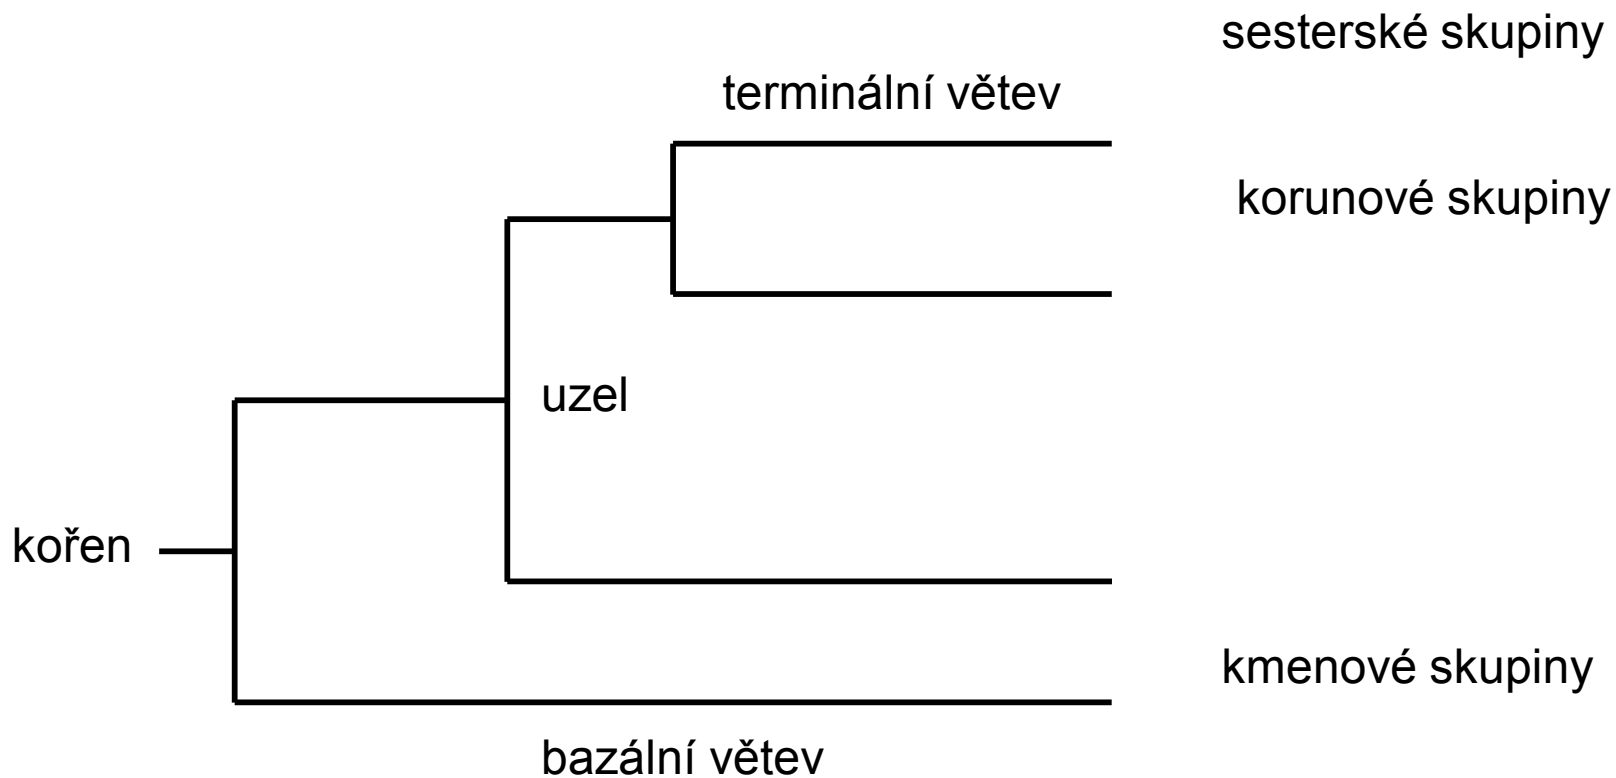 sesterské skupiny
terminální větev
korunové skupiny
uzel
kořen
kmenové skupiny
bazální větev